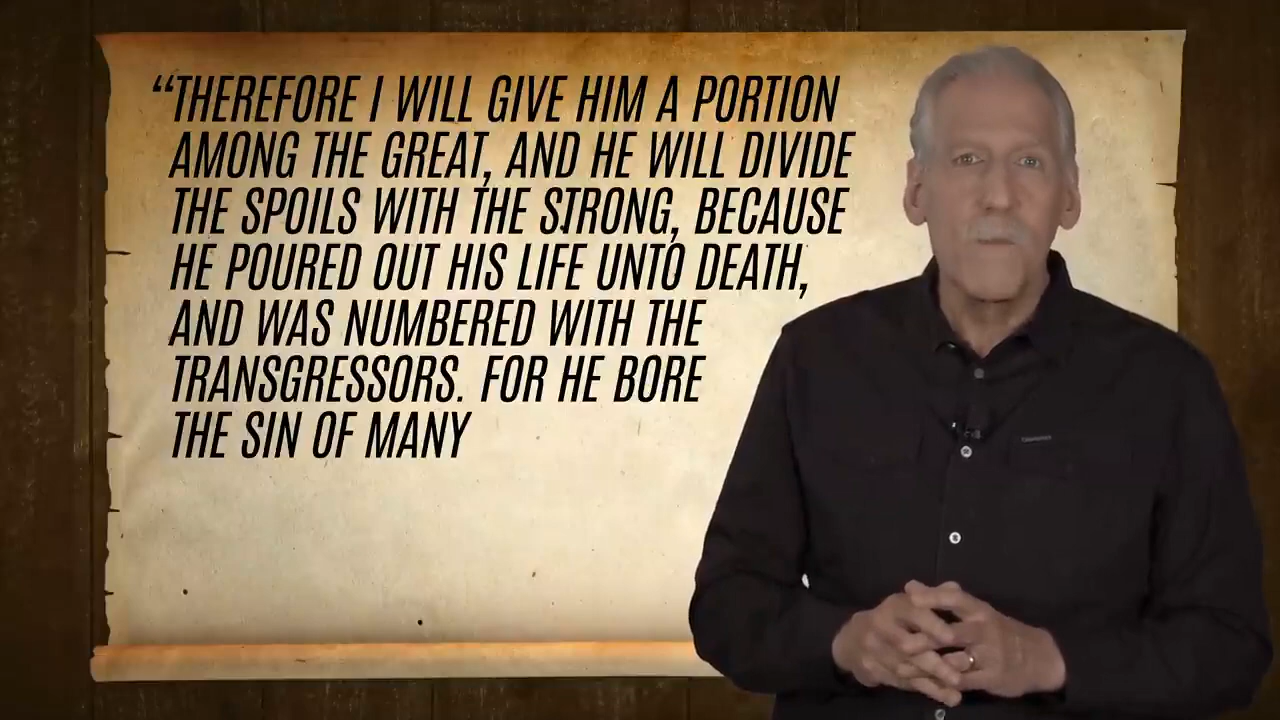 “THEREFORE I WILL GIVE HIM A PORTION
AMONG THE GREAT, AND HE WILL DIVIDE
THE SPOILS WITH THE STRONG, BECAUSE
HE POURED OUT HIS LIFE UNTO DEATH,
AND WAS NUMBERED WITH THE
TRANSGRESSORS. FOR HE BORE
THE SIN OF MANY